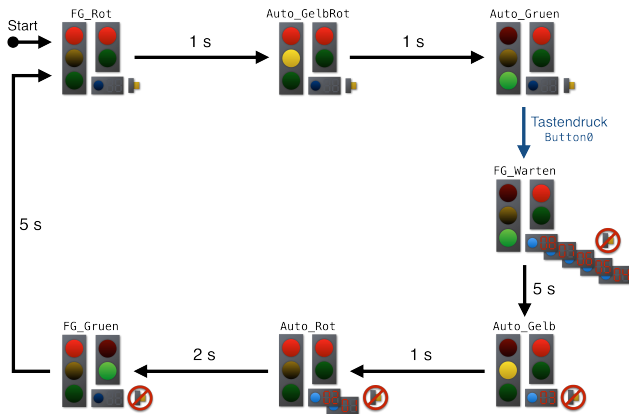 FG_Rot
Auto_GelbRot
Auto_Gruen
Start
1 s
1 s
Tastendruck
Button0
FG_Warten
5 s
5 s
FG_Gruen
Auto_Rot
Auto_Gelb
2 s
1 s